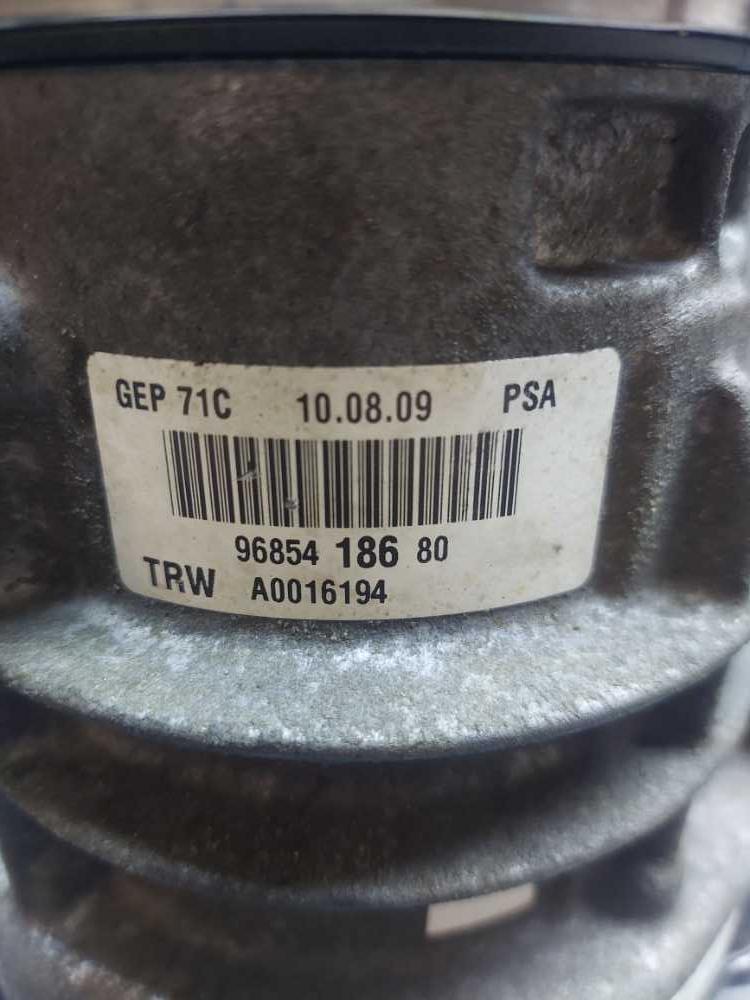 GEP 71C 10.08.09 PSA
96854 186 80
TRW A0016194